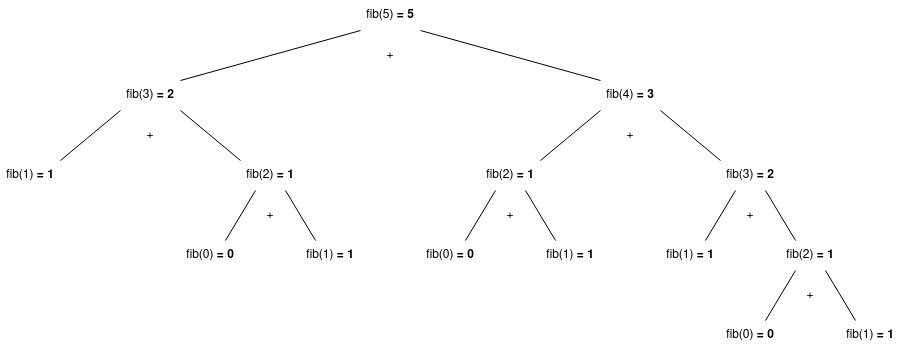 fib(5) = 5
+
fib(3) = 2
fib(4) = 3
+
+
fib(1) = 1
fib(2) = 1
fib(2) = 1
fib(3) = 2
+
+
+
fib(0) = 0
fib(1) = 1
fib(0) = 0
fib(1) = 1
fib(1) = 1
fib(2) = 1
+
fib(0) = 0
fib(1) = 1